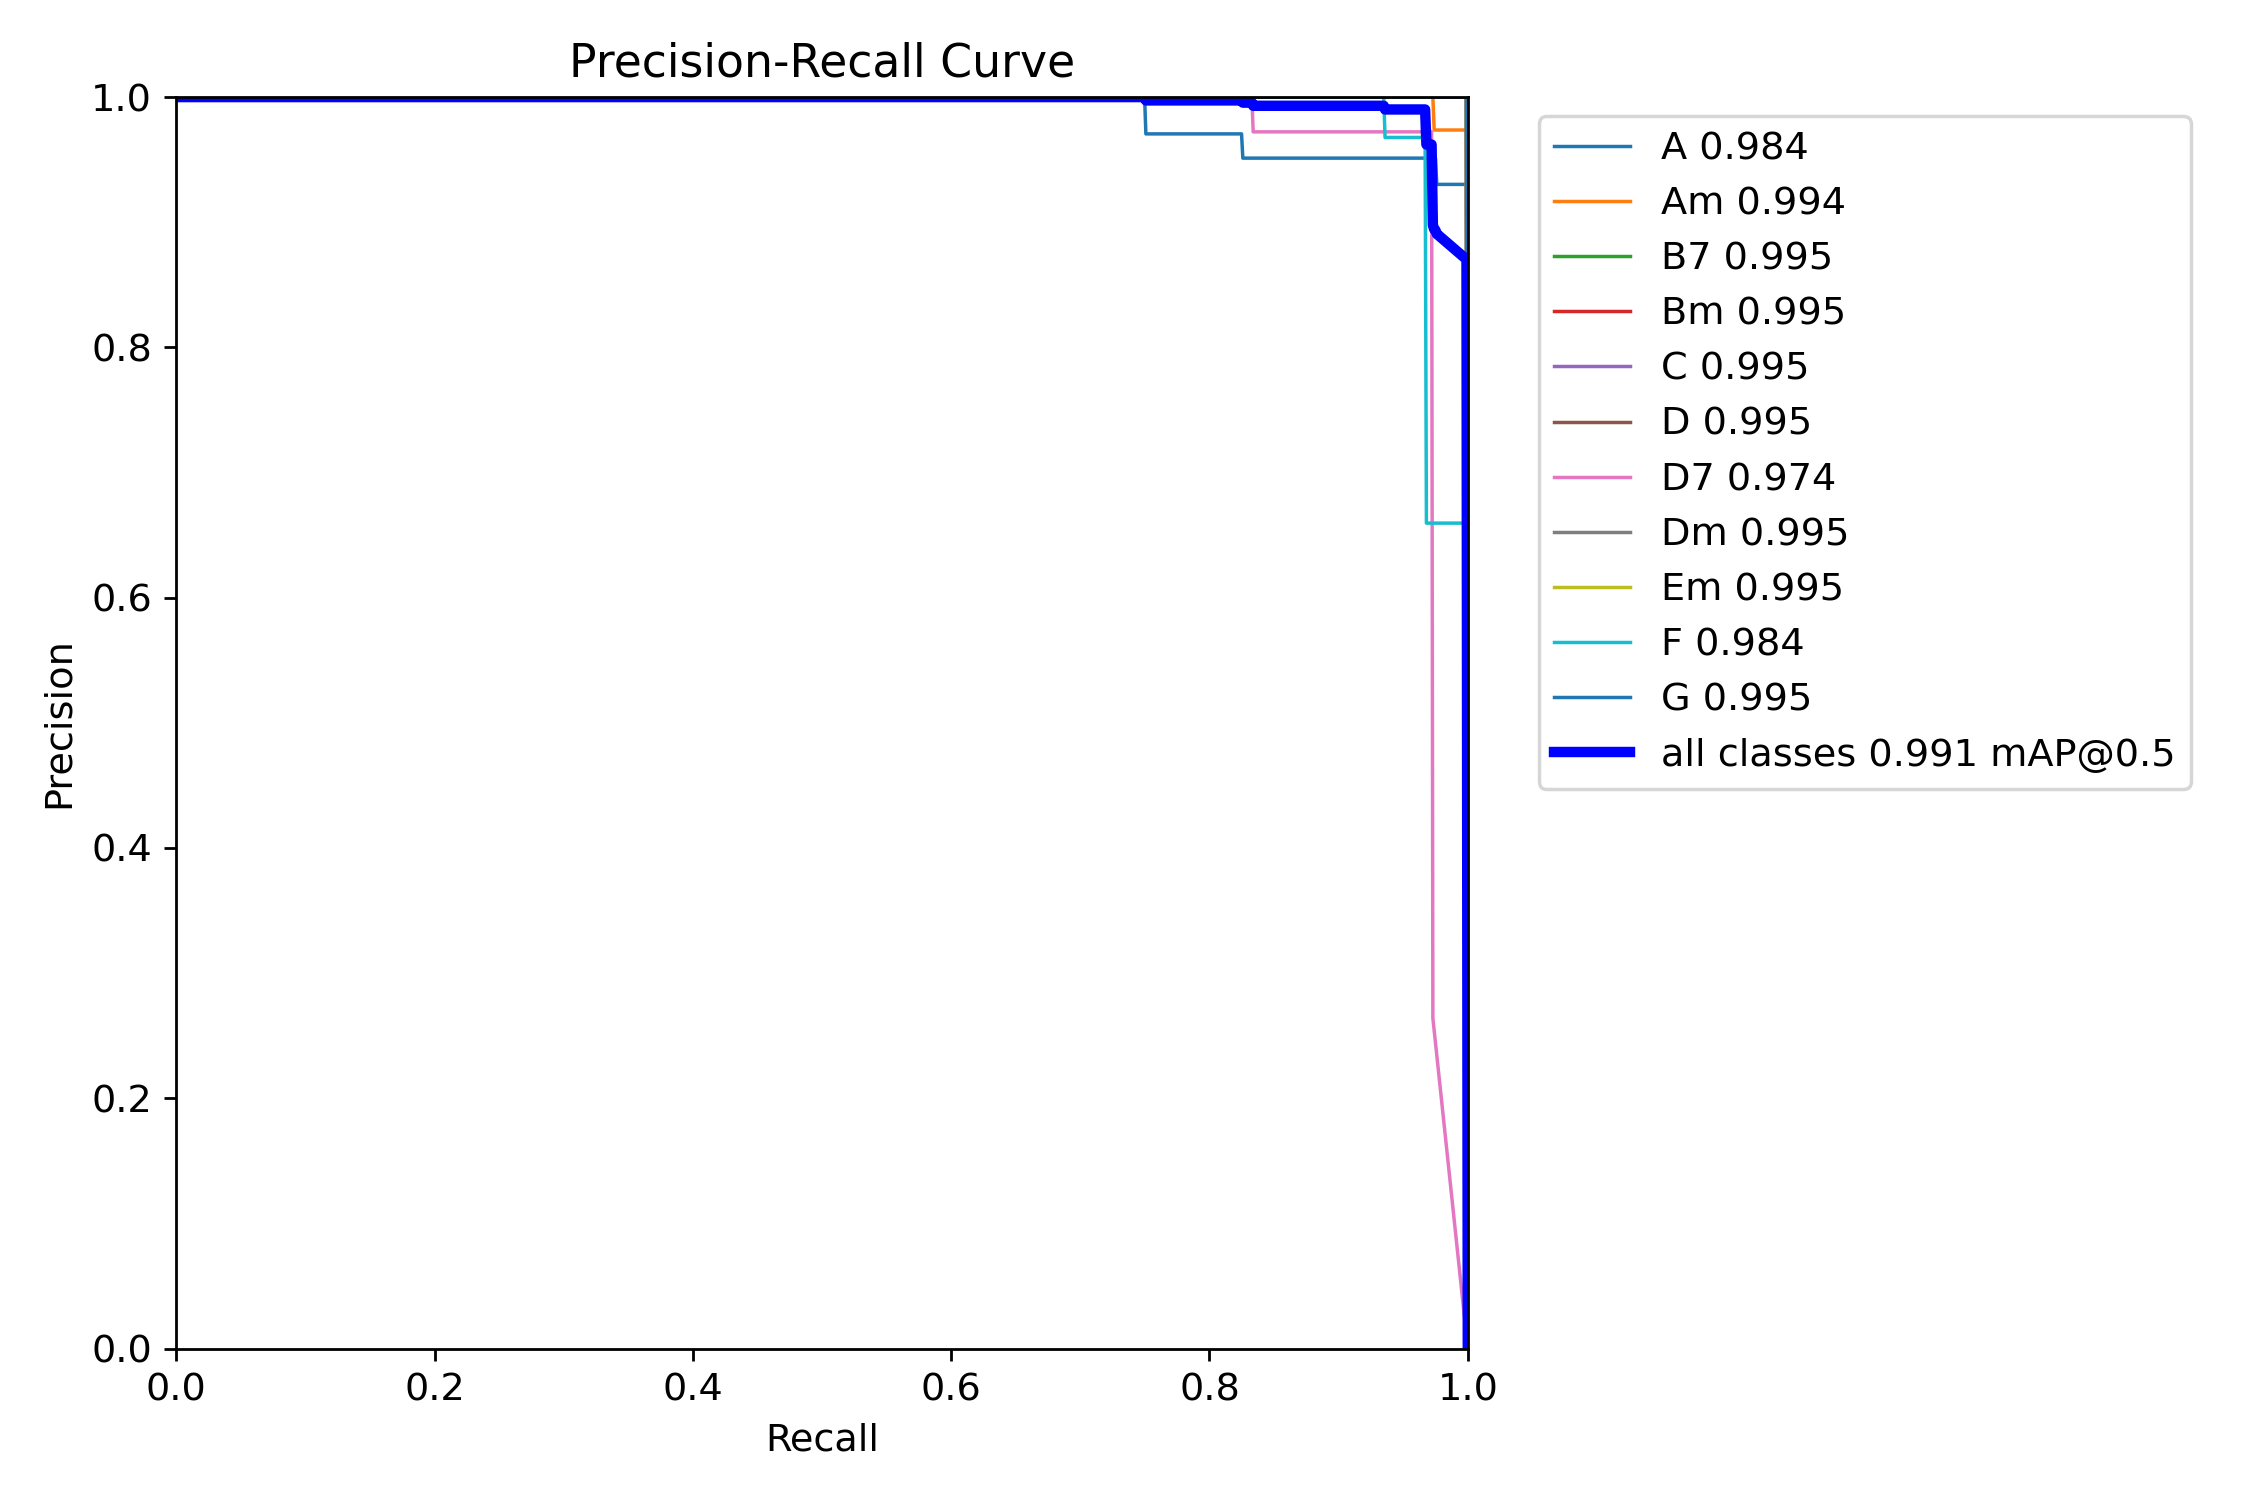 Precision-Recall Curve
1.0
0.8
0.6
0.4
0.2
0.0
Precision
0.0 0.2 0.4 0.6 0.8 1.0
Recall
A 0.984
Am 0.994
B7 0.995
Bm 0.995
C 0.995
D 0.995
D7 0.974
Dm 0.995
Em 0.995
F 0.984
G 0.995
all classes 0.991 mAP@0.5